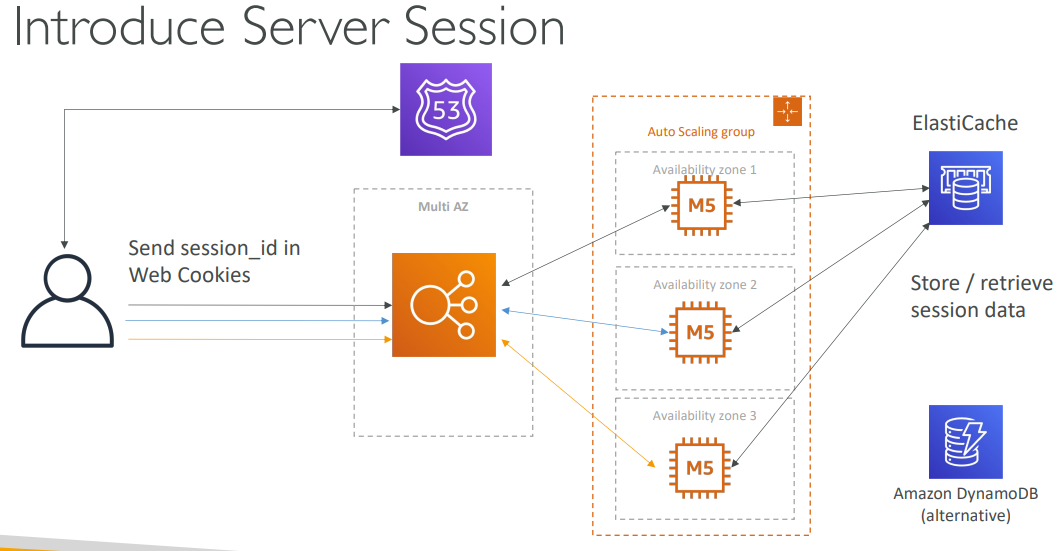 Introduce Server Session
53
Auto Scaling group
ElastiCache
Availability zone 1
M5
Multi AZ
Send session_id in
Web Cookies
Availability zone 2
M5
Store / retrieve
session data
Availability zone 3
M5
Amazon DynamoDB
(alternative)